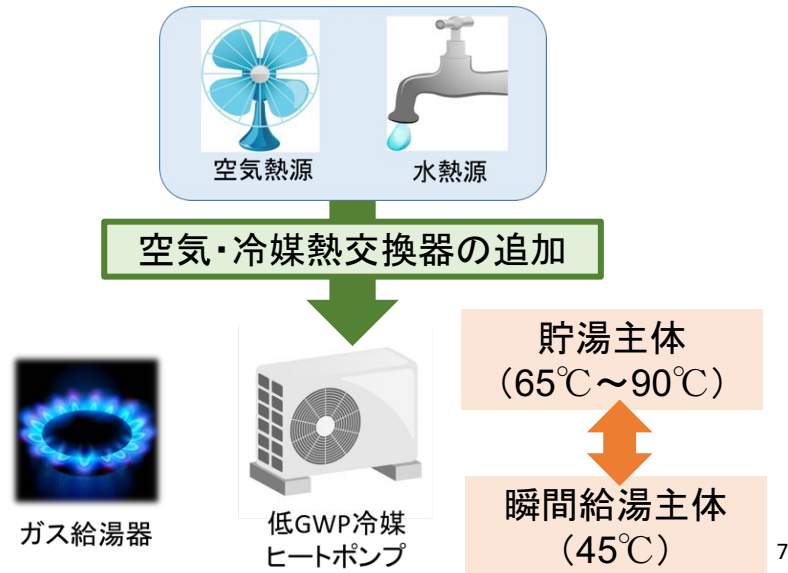 空気熱源
水熱源
空気・冷媒熱交換器の追加
貯湯主体
（65℃～90℃）
ガス給湯器
低GWP冷媒
ヒートポンプ
瞬間給湯主体
（45℃）
7